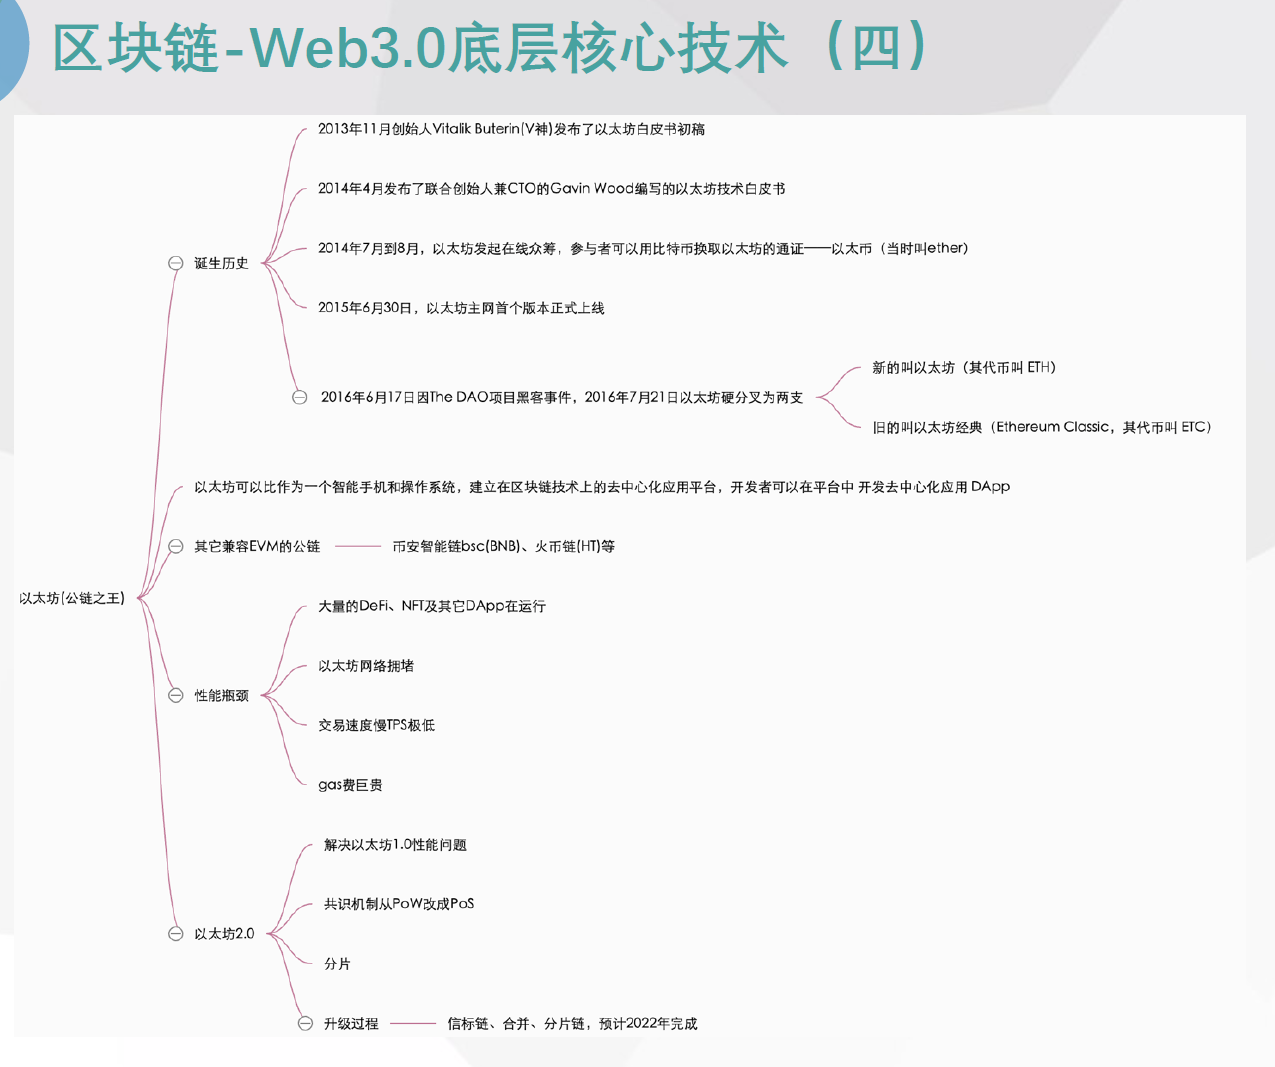 区块链-Web3.0底层核心技术（四）
2013年11月创始人Vitalik Buterin(V神)发布了以太坊白皮书初稿
2014年4月发布了联合创始人兼CTO的Gavin Wood编写的以太坊技术白皮书
诞生历史
2014年7月到8月，以太坊发起在线众筹，参与者可以用比特币换取以太坊的通证——以太币（当时叫ether）
2015年6月30日，以太坊主网首个版本正式上线
2016年6月17日因The DAO项目黑客事件，2016年7月21日以太坊硬分叉为两支
新的叫以太坊（其代币叫 ETH）
旧的叫以太坊经典（Ethereum Classic，其代币叫 ETC）
以太坊可以比作为一个智能手机和操作系统，建立在区块链技术上的去中心化应用平台，开发者可以在平台中 开发去中心化应用 DApp
其它兼容EVM的公链
币安智能链bsc(BNB)、火币链(HT)等
以太坊(公链之王)
性能瓶颈
大量的DeFi、NFT及其它DApp在运行
以太坊网络拥堵
交易速度慢TPS极低
gas费巨贵
以太坊2.0
解决以太坊1.0性能问题
共识机制从PoW改成PoS
分片
升级过程
信标链、合并、分片链，预计2022年完成